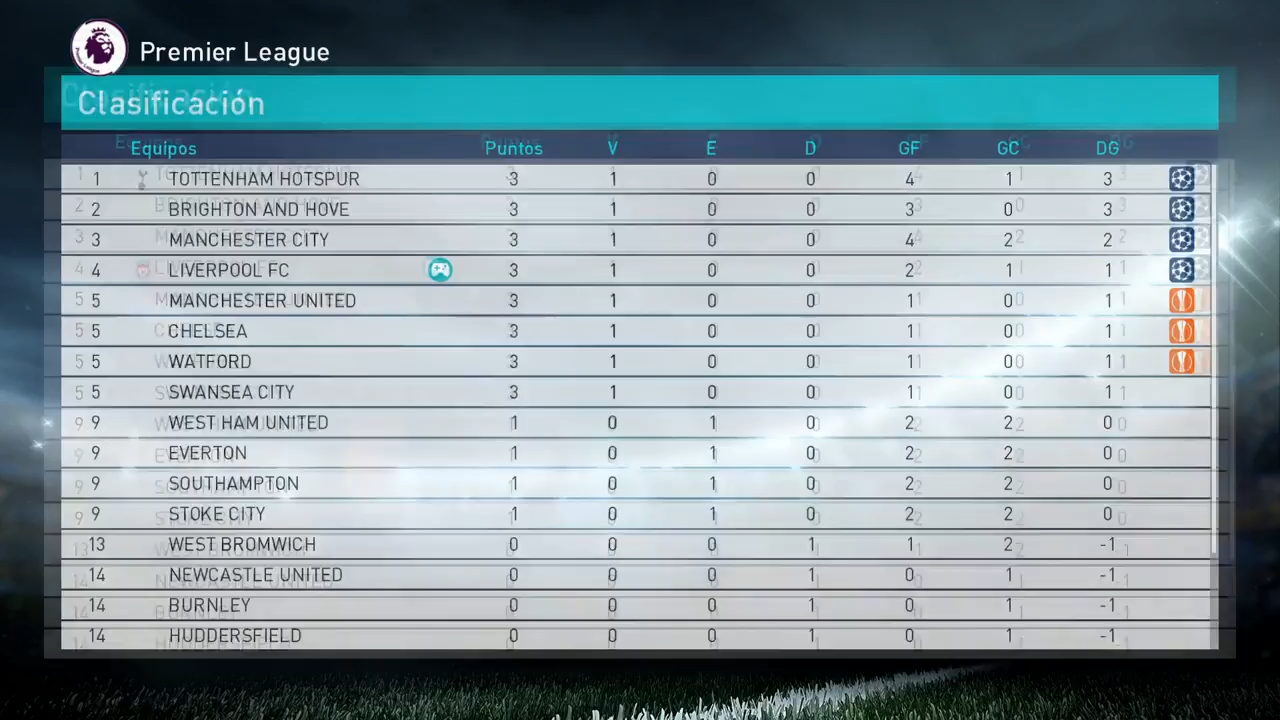 Premier League
Clasificación
Equipos Puntos V E D GF GC DG
1 TOTTENHAM HOTSPUR 3 1 0 0 4 1 3
2 BRIGHTON AND HOVE 3 1 0 0 3 0 3
3 MANCHESTER CITY 3 1 0 0 4 2 2
4 LIVERPOOL FC 3 1 0 0 2 1 1
5 MANCHESTER UNITED 3 1 0 0 1 0 1
5 CHELSEA 3 1 0 0 1 0 1
5 WATFORD 3 1 0 0 1 0 1
5 SWANSEA CITY 3 1 0 0 1 0 1
9 WEST HAM UNITED 1 0 1 0 2 2 0
9 EVERTON 1 0 1 0 2 2 0
9 SOUTHAMPTON 1 0 1 0 2 2 0
9 STOKE CITY 1 0 1 0 2 2 0
13 WEST BROMWICH 0 0 0 1 1 2 -1
14 NEWCASTLE UNITED 0 0 0 1 0 1 -1
14 BURNLEY 0 0 0 1 0 1 -1
14 HUDDERSFIELD 0 0 0 1 0 1 -1